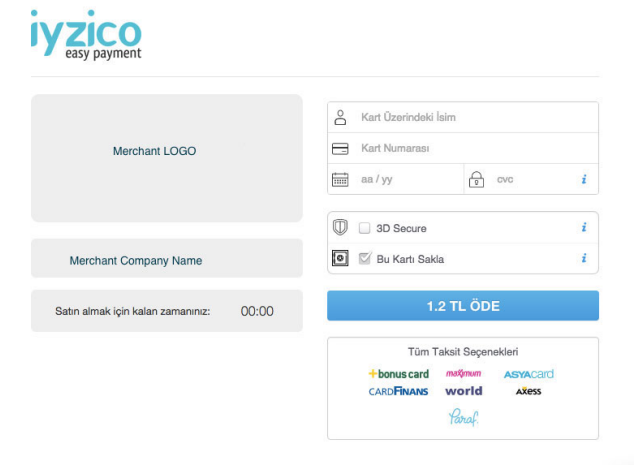 iyzico
easy payment
Merchant LOGO
Merchant Company Name
Satın almak için kalan zamanınız: 00:00
Kart Üzerindeki İsim
Kart Numarası
aa / yy cvc i
3D Secure i
Bu Kartı Sakla i
1.2 TL ÖDE
Tüm Taksit Seçenekleri
+bonus card maximum ASYACard
CARDFINANS world axess
Paraf